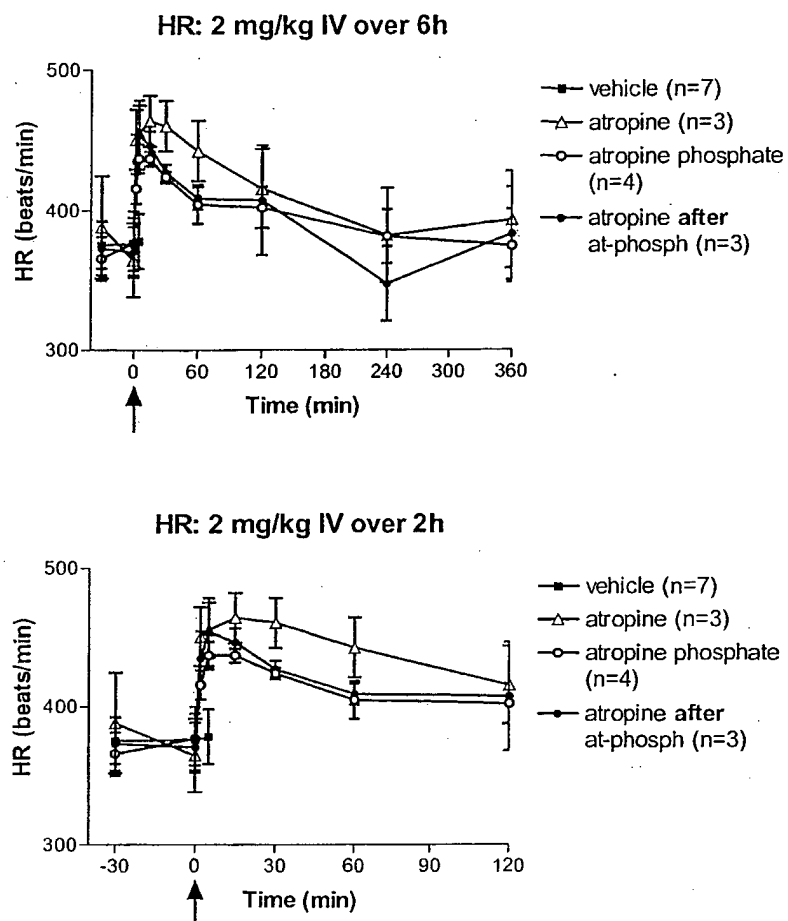 HR: 2 mg/kg IV over 6h
500
400
300
HR (beats/min)
0
60
120
180
240
300
360
Time (min)
vehicle (n=7)
atropine (n=3)
atropine phosphate
(n=4)
atropine after
at-phosph (n=3)
HR: 2 mg/kg IV over 2h
500
400
300
HR (beats/min)
-30
0
30
60
90
120
Time (min)
vehicle (n=7)
atropine (n=3)
atropine phosphate
(n=4)
atropine after
at-phosph (n=3)